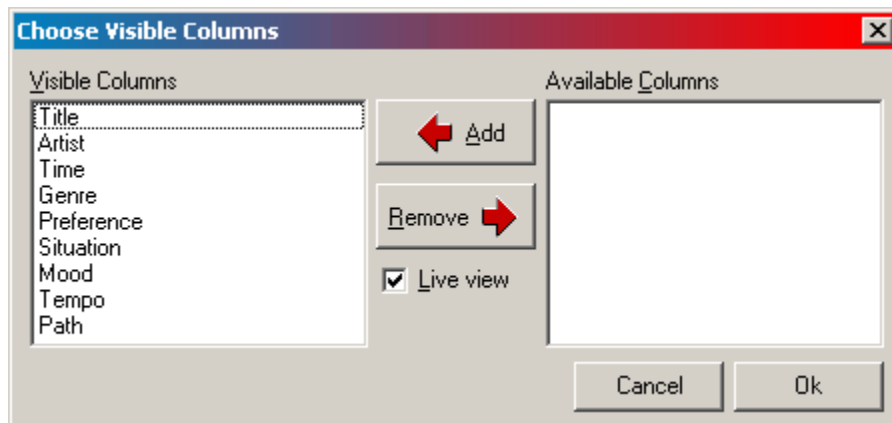 Choose Visible Columns
Visible Columns
Title
Artist
Time
Genre
Preference
Situation
Mood
Tempo
Path
Add
Remove
Live view
Available Columns
Cancel
Ok